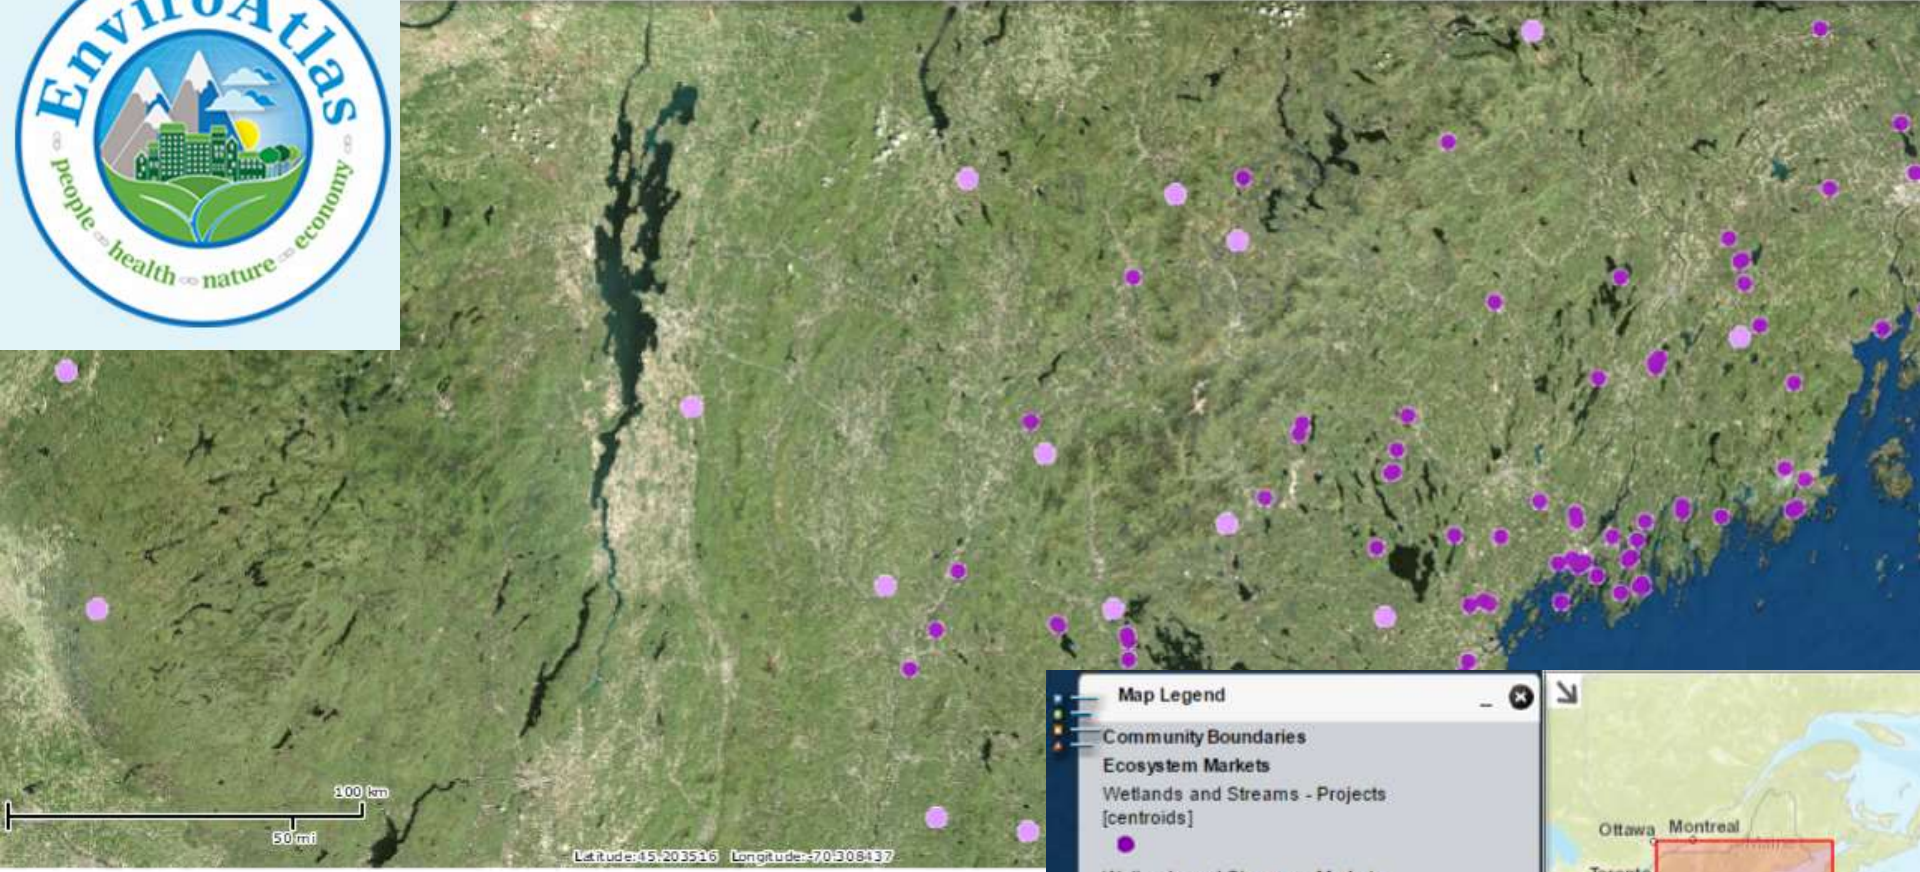 EnviroAtlas
people health nature economy
100 km
50 mi
Latitude:45.203516 Longitude:-70.308437
Map Legend
Community Boundaries
Ecosystem Markets
Wetlands and Streams - Projects
[centroids]
Ottawa
Montreal
Maine